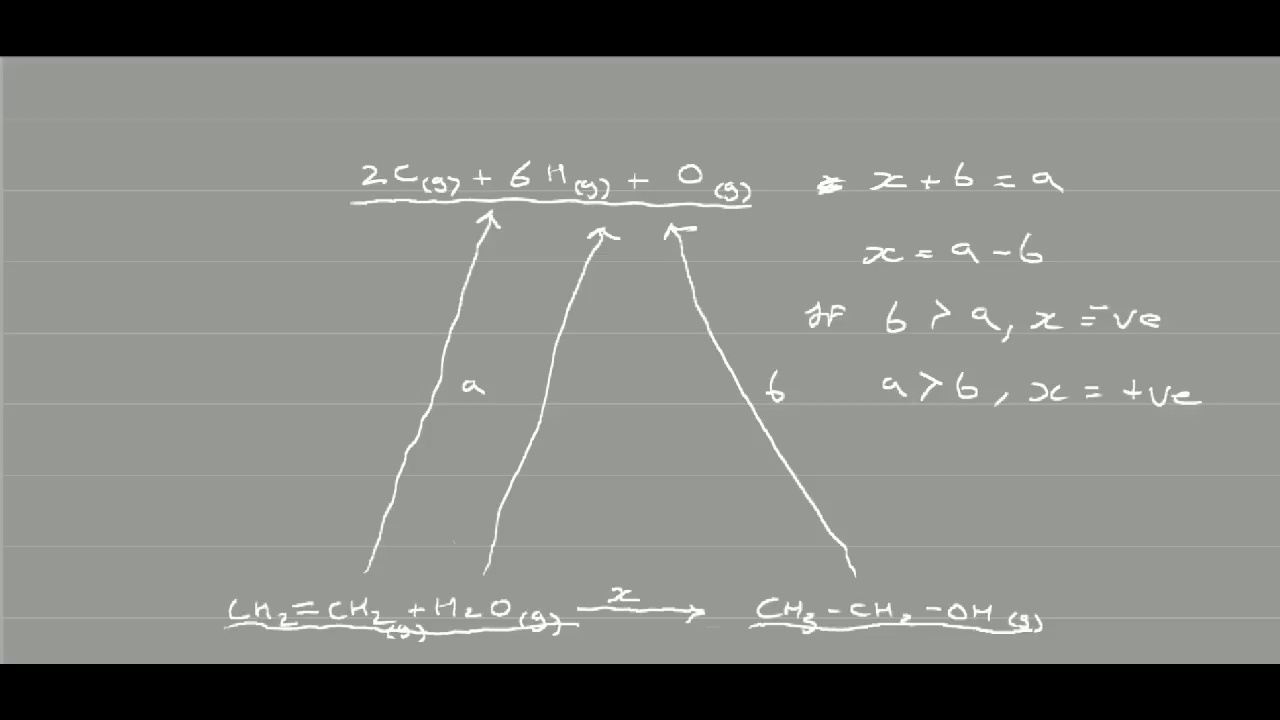 2C(g) + 6H(g) + O(g)
x + b = a
x = a - b
If b > a, x = -ve
a > b, x = +ve
a
b
x
CH2=CH2(g) + H2O(g) → CH3-CH2-OH(g)